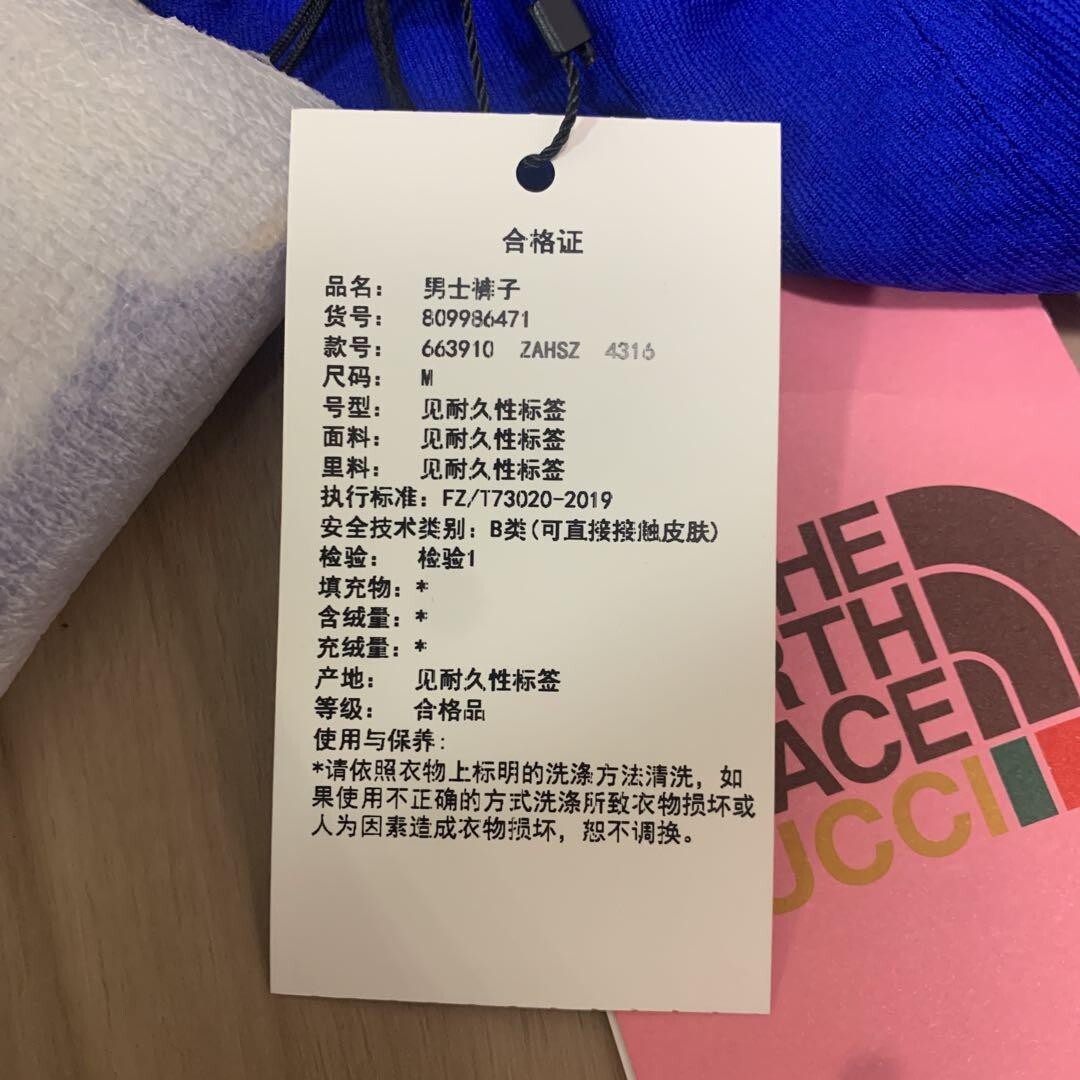 合格证
品名： 男士裤子
货号： 809986471
款号： 663910 ZAHSZ 4316
尺码： M
号型： 见耐久性标签
面料： 见耐久性标签
里料： 见耐久性标签
执行标准：FZ/T73020-2019
安全技术类别：B类(可直接接触皮肤)
检验： 检验1
填充物：*
含绒量：*
充绒量：*
产地： 见耐久性标签
等级： 合格品
使用与保养:
*请依照衣物上标明的洗涤方法清洗，如
果使用不正确的方式洗涤所致衣物损坏或
人为因素造成衣物损坏，恕不调换。
THE
NORTH
FACE
GUCCI